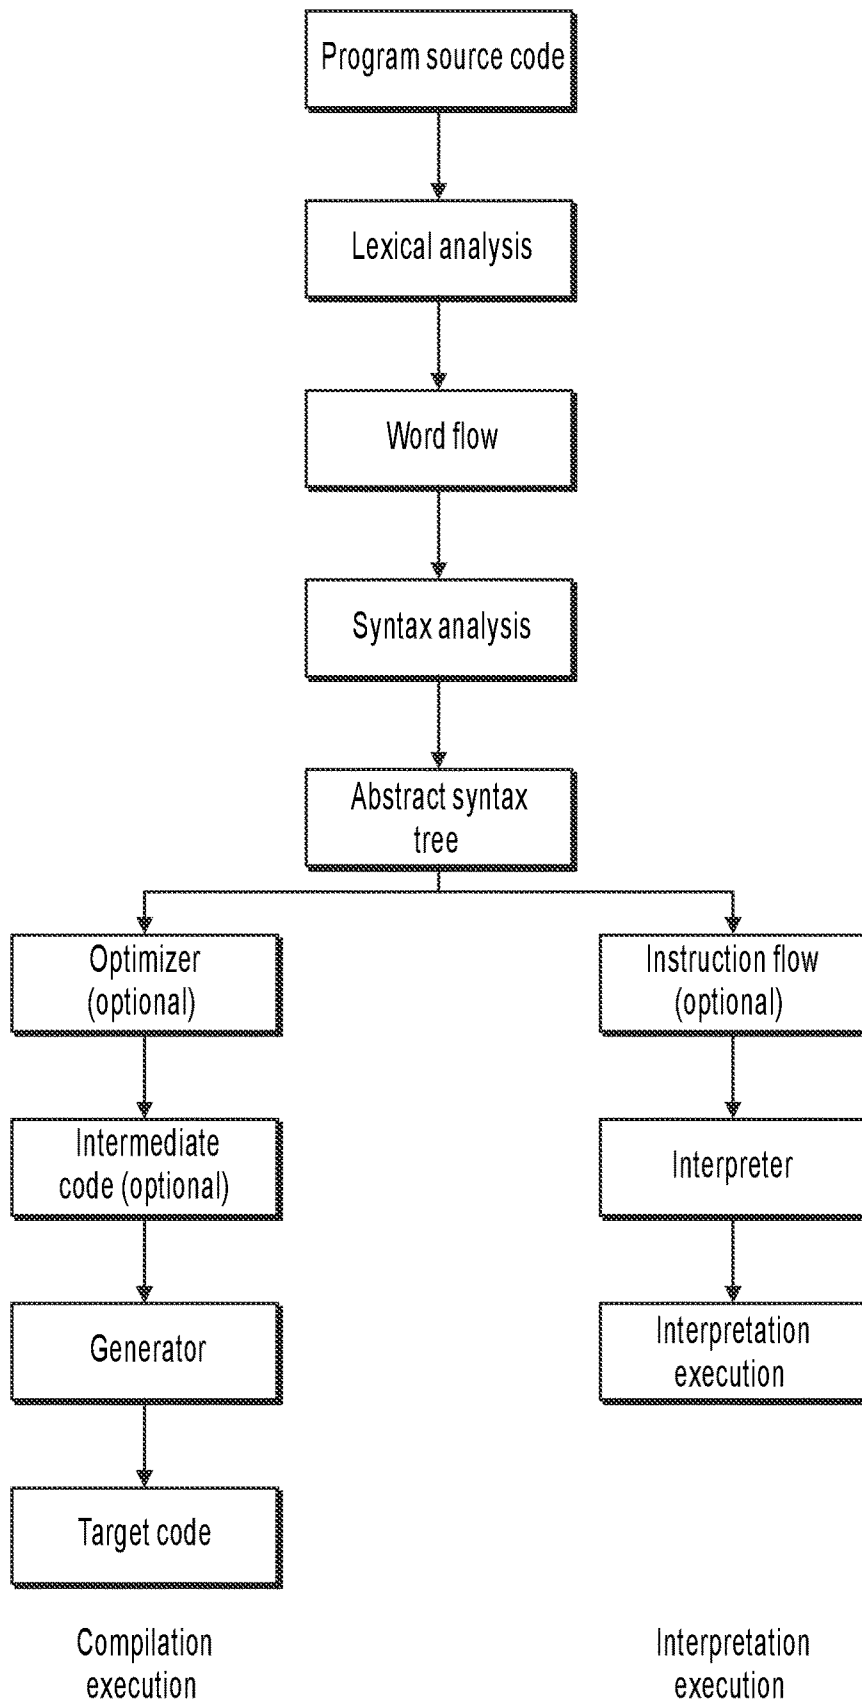 Program source code
Lexical analysis
Word flow
Syntax analysis
Abstract syntax
tree
Optimizer
(optional)
Instruction flow
(optional)
Intermediate
code (optional)
Interpreter
Generator
Interpretation
execution
Target code
Compilation
execution
Interpretation
execution